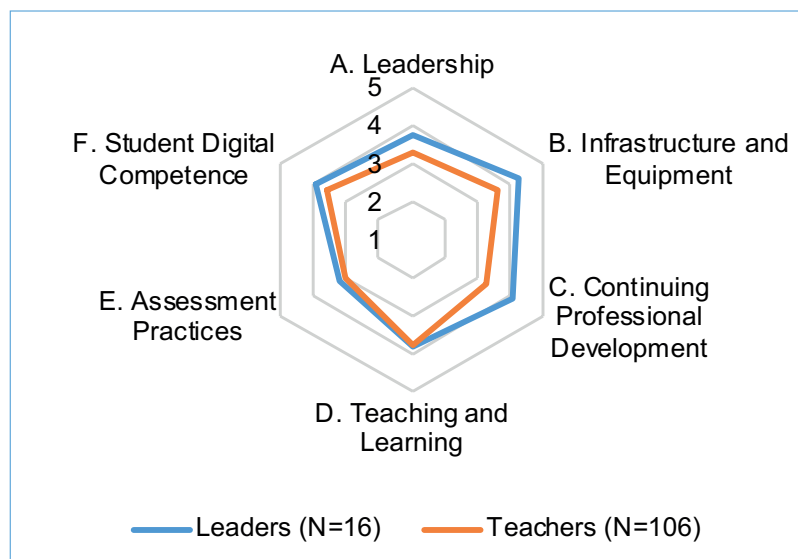 A. Leadership
5
4
3
2
1
B. Infrastructure and
Equipment
C. Continuing
Professional
Development
D. Teaching and
Learning
E. Assessment
Practices
F. Student Digital
Competence
Leaders (N=16)
Teachers (N=106)